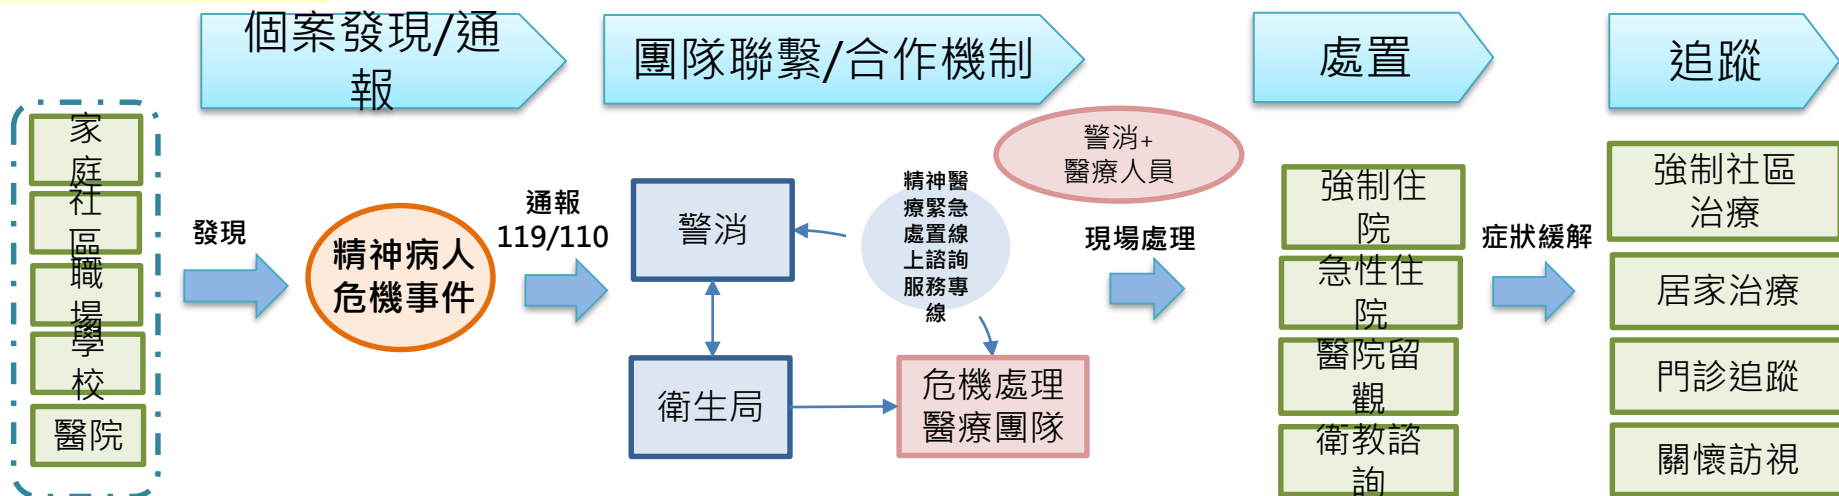 個案發現/通
報
團隊聯繫/合作機制
處置
追蹤
家
庭
社
區
職
場
學
校
醫院
發現
精神病人
危機事件
通報
119/110
警消
衛生局
精神醫
療緊急
處置線
上諮詢
服務專
線
警消+
醫療人員
危機處理
醫療團隊
現場處理
強制住
院
急性住
院
醫院留
觀
衛教諮
詢
症狀緩解
強制社區
治療
居家治療
門診追蹤
關懷訪視